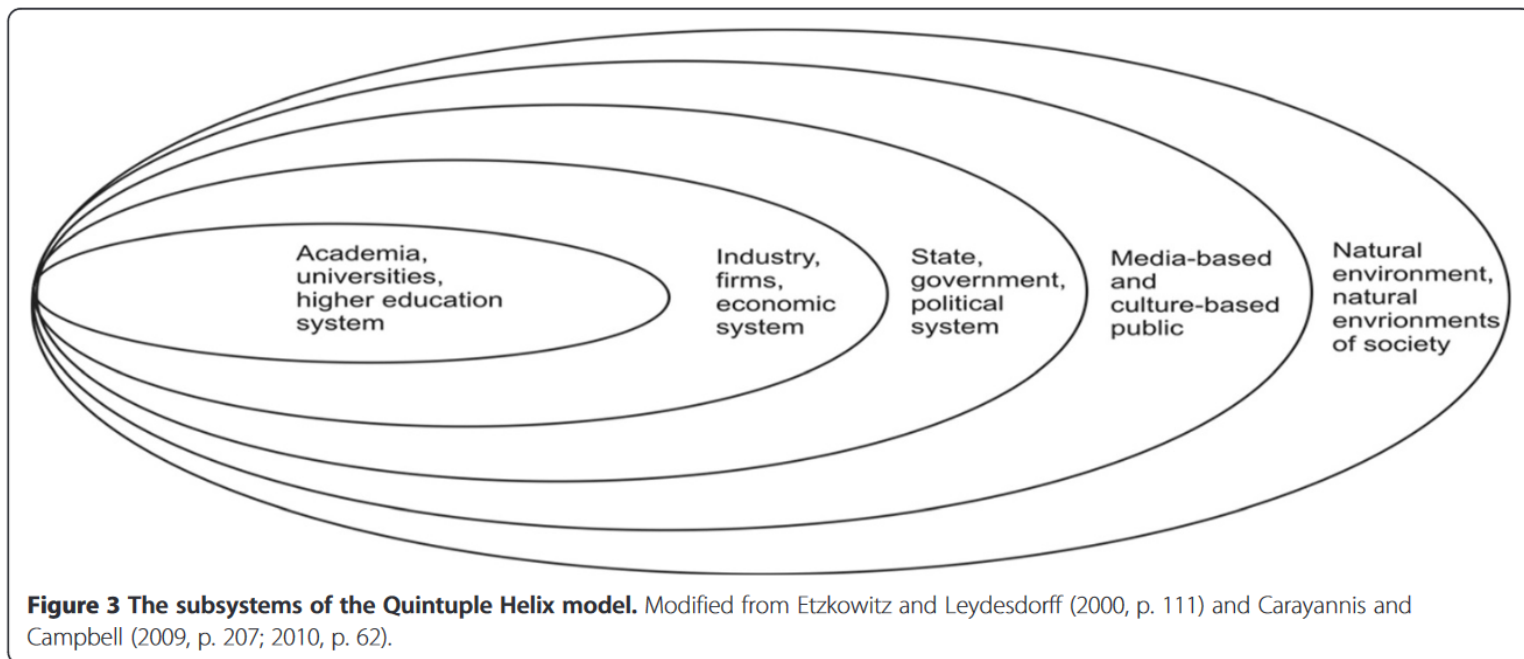 Academia,
universities,
higher education
system
Industry,
firms,
economic
system
State,
government,
political
system
Media-based
and
culture-based
public
Natural
environment,
natural
envrionments
of society
Figure 3 The subsystems of the Quintuple Helix model. Modified from Etzkowitz and Leydesdorff (2000, p. 111) and Carayannis and
Campbell (2009, p. 207; 2010, p. 62).